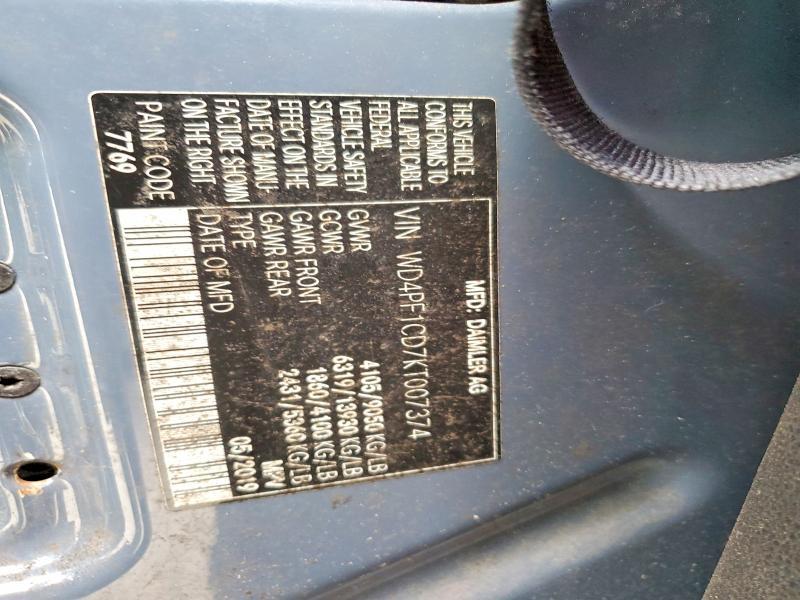 THIS VEHICLE
CONFORMS TO
ALL APPLICABLE
FEDERAL
VEHICLE SAFETY
STANDARDS IN
EFFECT ON THE
DATE OF MANU-
FACTURE SHOWN
ON THE RIGHT.
PAINT CODE
7769
MFD: DAIMLER AG
VIN WD4PF1CD7KT007374
GVWR 4105/9050 KG/LB
GCWR 6319/13930 KG/LB
GAWR FRONT 1860/4100 KG/LB
GAWR REAR 2431/5360 KG/LB
TYPE MPV
DATE OF MFD 05/2019